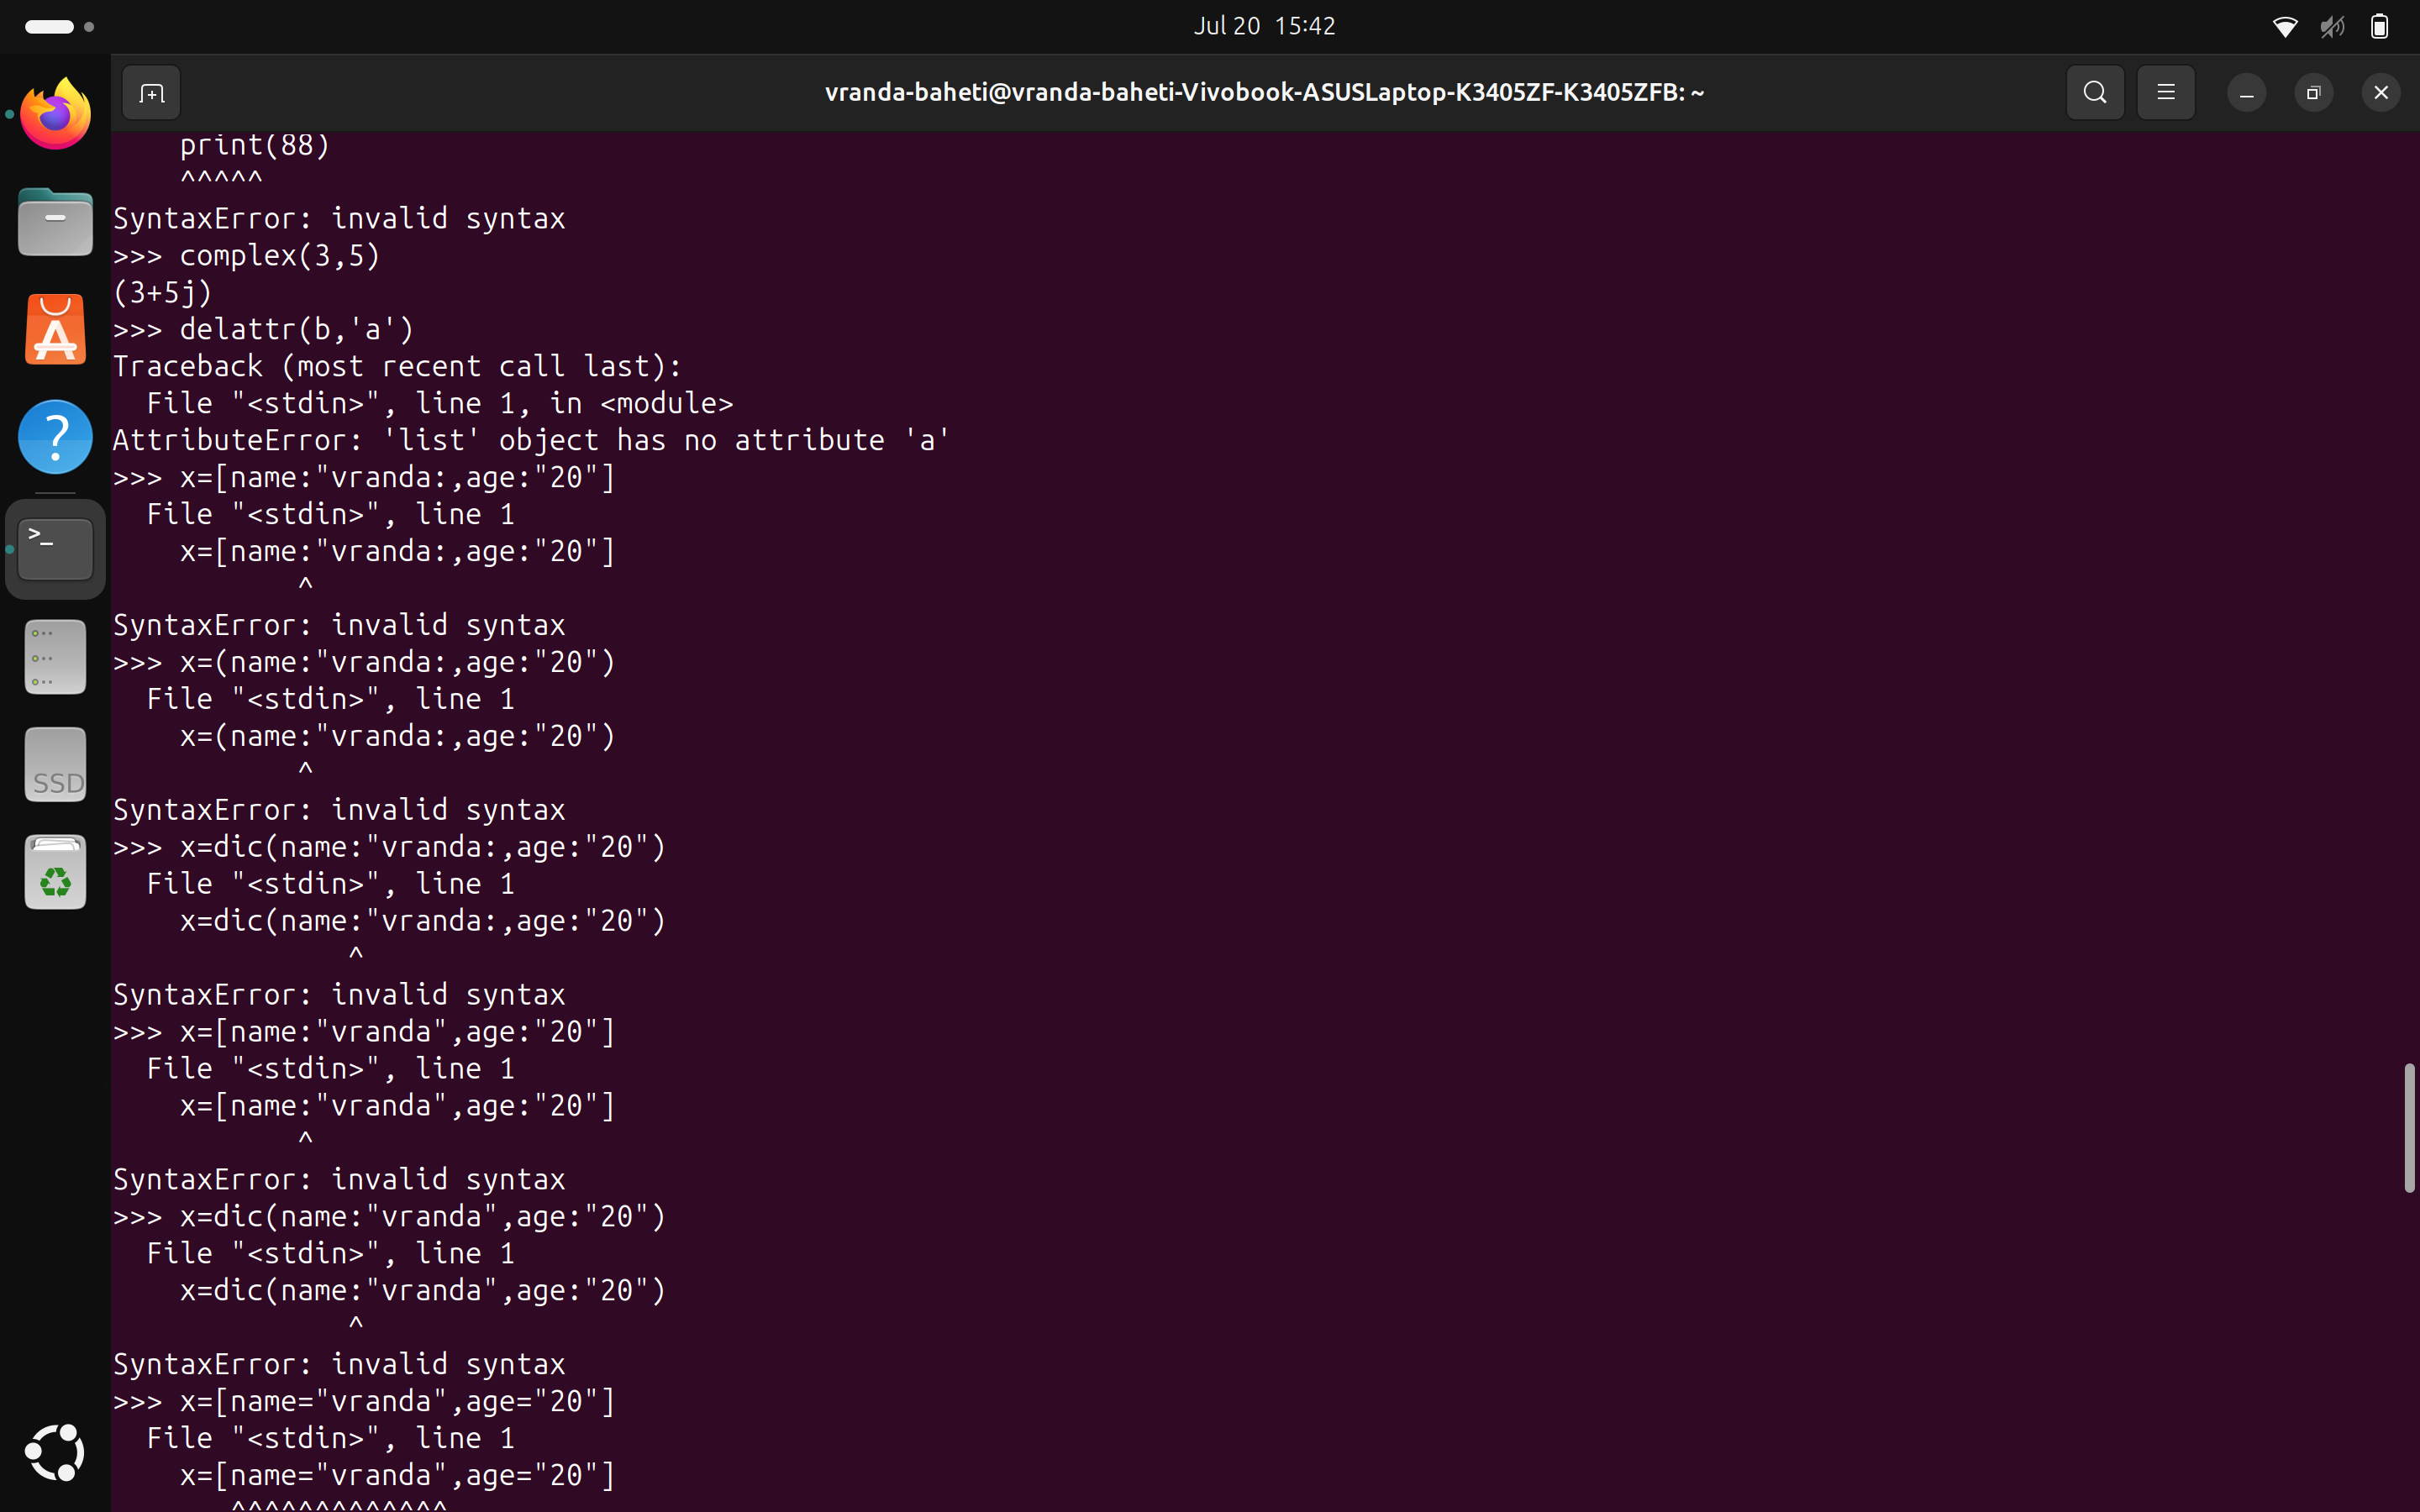 Jul 20 15:42
vranda-baheti@vranda-baheti-Vivobook-ASUSLaptop-K3405ZF-K3405ZFB: ~
    print(88)
    ^^^^^
SyntaxError: invalid syntax
>>> complex(3,5)
(3+5j)
>>> delattr(b,'a')
Traceback (most recent call last):
  File "<stdin>", line 1, in <module>
AttributeError: 'list' object has no attribute 'a'
>>> x=[name:"vranda:,age:"20"]
  File "<stdin>", line 1
    x=[name:"vranda:,age:"20"]
           ^
SyntaxError: invalid syntax
>>> x=(name:"vranda:,age:"20")
  File "<stdin>", line 1
    x=(name:"vranda:,age:"20")
           ^
SyntaxError: invalid syntax
>>> x=dic(name:"vranda:,age:"20")
  File "<stdin>", line 1
    x=dic(name:"vranda:,age:"20")
              ^
SyntaxError: invalid syntax
>>> x=[name:"vranda",age:"20"]
  File "<stdin>", line 1
    x=[name:"vranda",age:"20"]
           ^
SyntaxError: invalid syntax
>>> x=dic(name:"vranda",age:"20")
  File "<stdin>", line 1
    x=dic(name:"vranda",age:"20")
              ^
SyntaxError: invalid syntax
>>> x=[name="vranda",age="20"]
  File "<stdin>", line 1
    x=[name="vranda",age="20"]
       ^^^^^^^^^^^^^
SSD